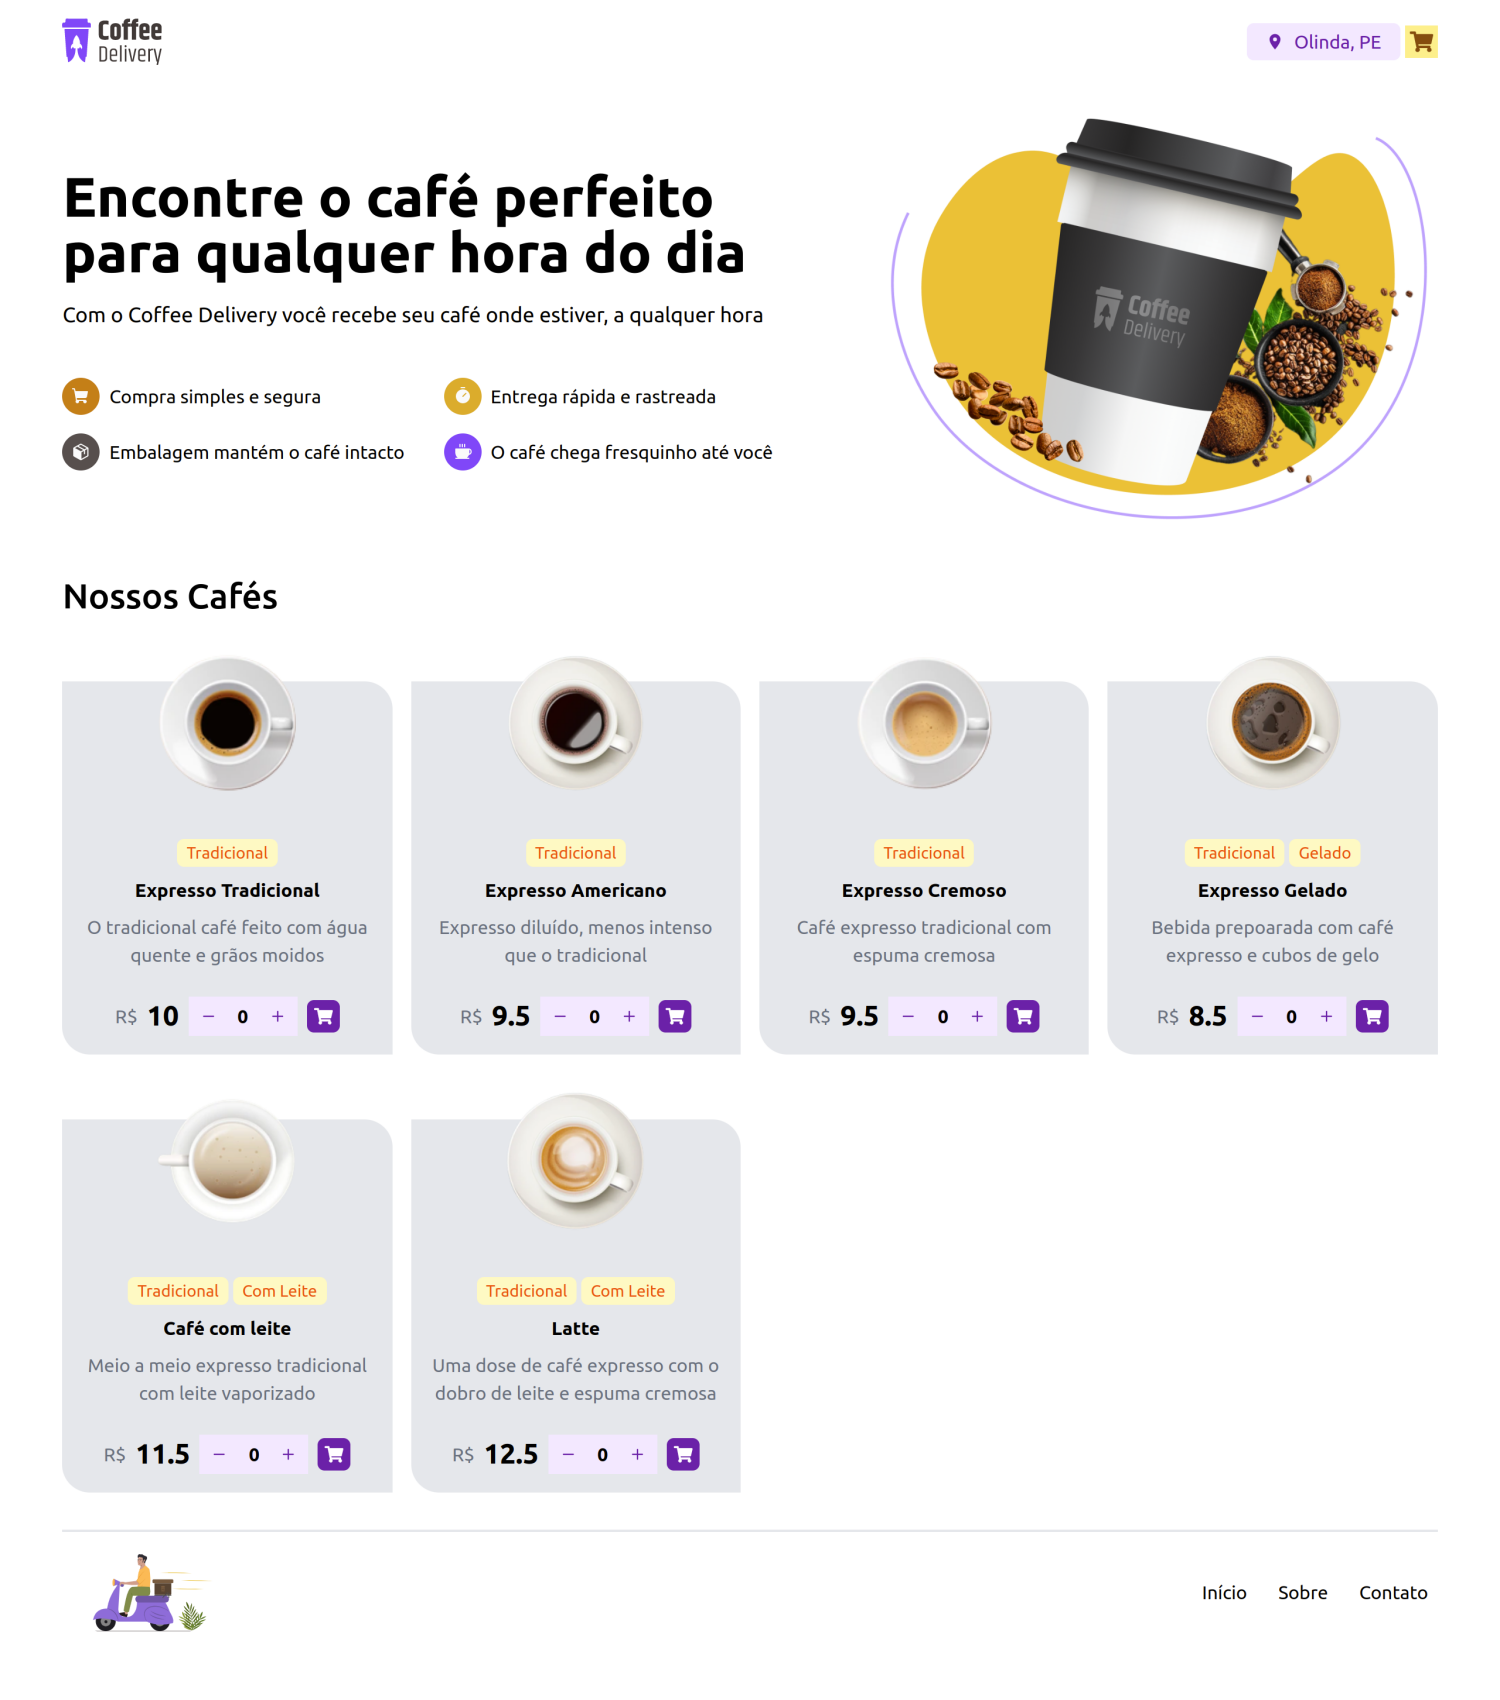 Coffee
Delivery
Olinda, PE
Encontre o café perfeito
para qualquer hora do dia
Com o Coffee Delivery você recebe seu café onde estiver, a qualquer hora
Compra simples e segura
Entrega rápida e rastreada
Embalagem mantém o café intacto
O café chega fresquinho até você
Coffee
Delivery
Nossos Cafés
Tradicional
Expresso Tradicional
O tradicional café feito com água
quente e grãos moidos
R$ 10 − 0 +
Tradicional
Expresso Americano
Expresso diluído, menos intenso
que o tradicional
R$ 9.5 − 0 +
Tradicional
Expresso Cremoso
Café expresso tradicional com
espuma cremosa
R$ 9.5 − 0 +
Tradicional Gelado
Expresso Gelado
Bebida prepoarada com café
expresso e cubos de gelo
R$ 8.5 − 0 +
Tradicional Com Leite
Café com leite
Meio a meio expresso tradicional
com leite vaporizado
R$ 11.5 − 0 +
Tradicional Com Leite
Latte
Uma dose de café expresso com o
dobro de leite e espuma cremosa
R$ 12.5 − 0 +
Início Sobre Contato